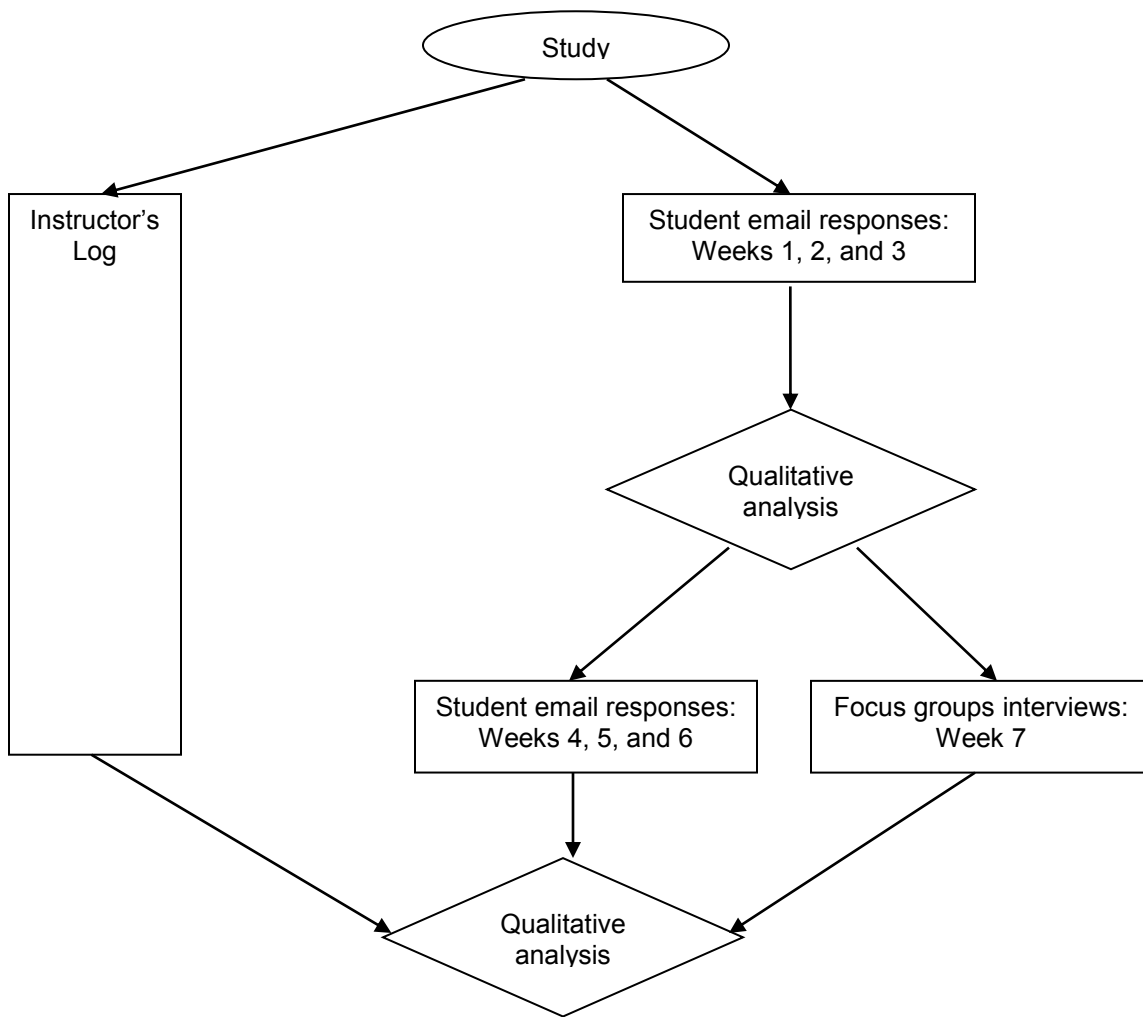 Study
Instructor's
Log
Student email responses:
Weeks 1, 2, and 3
Qualitative
analysis
Student email responses:
Weeks 4, 5, and 6
Focus groups interviews:
Week 7
Qualitative
analysis